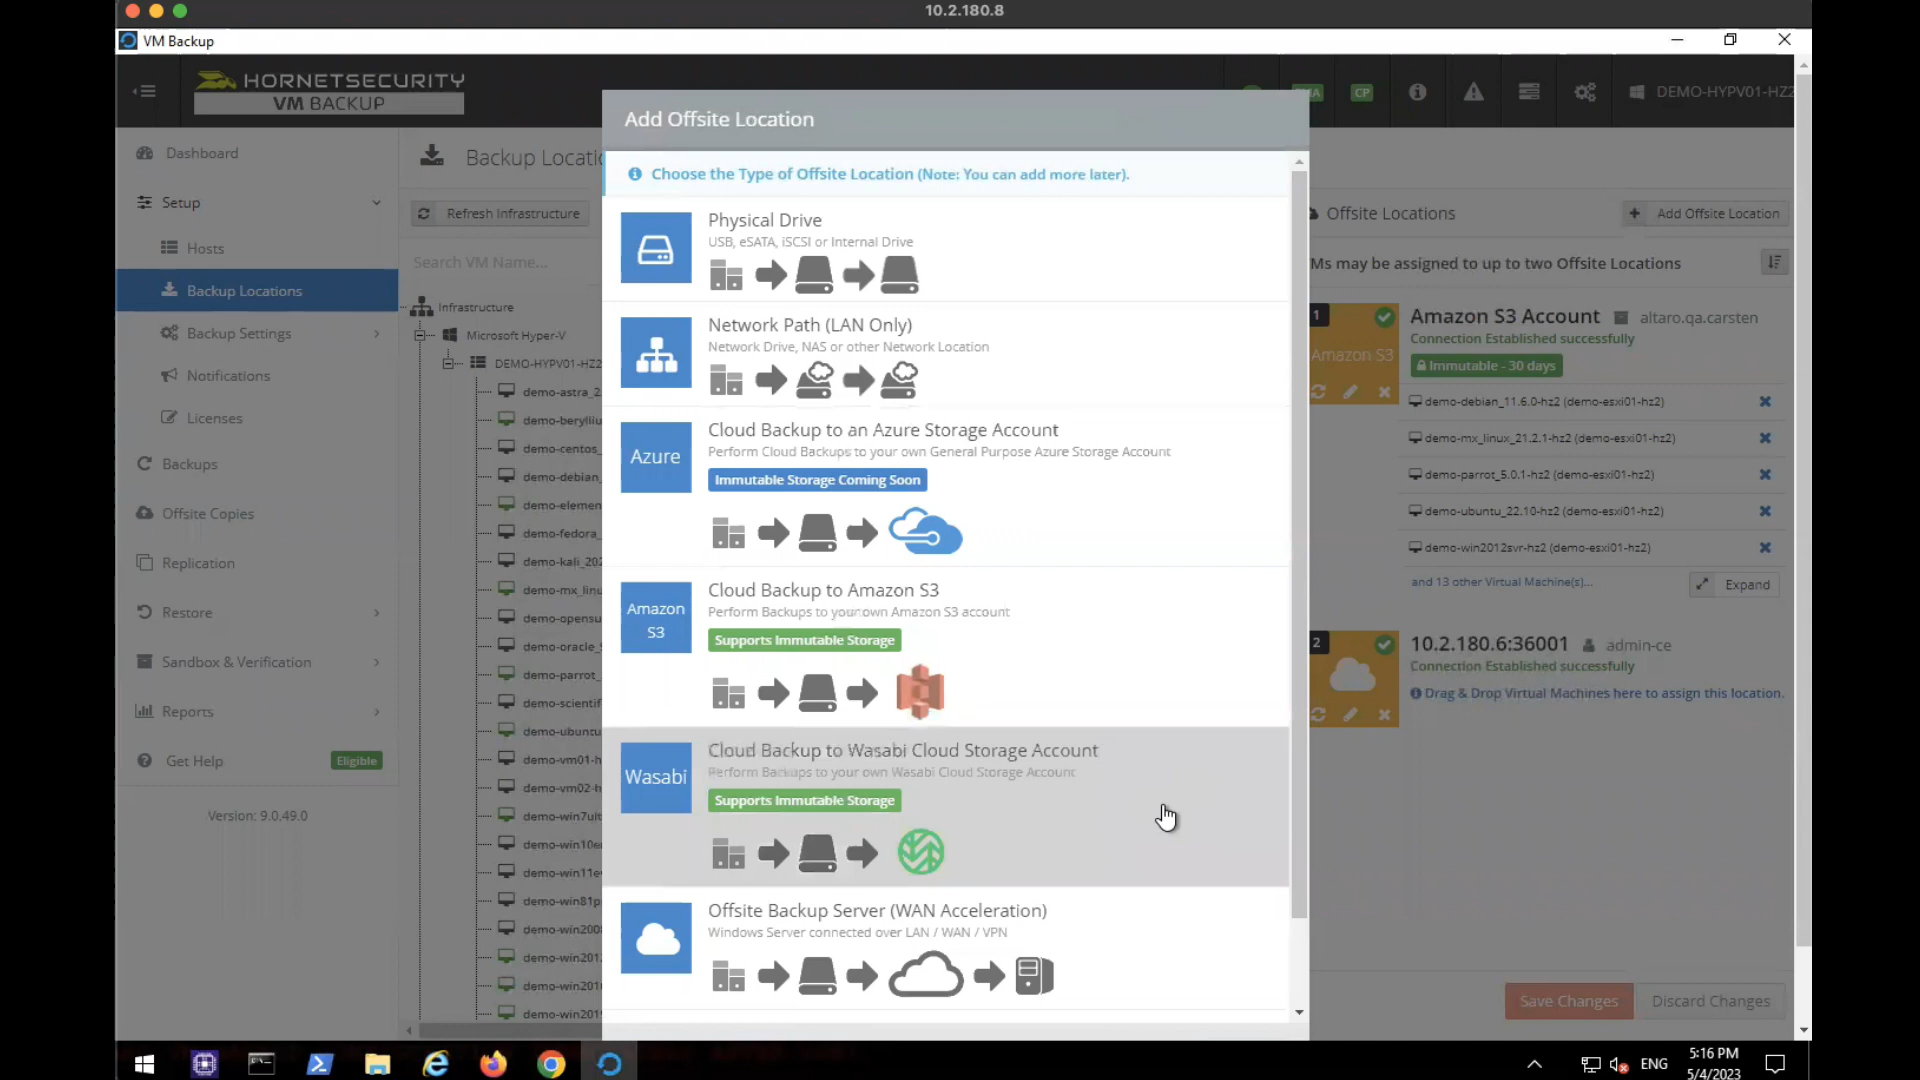 10.2.180.8
VM Backup
HORNETSECURITY
VM BACKUP
CP
DEMO-HYPV01-HZ2
Add Offsite Location
Dashboard
Setup
Hosts
Backup Locations
Backup Settings
Notifications
Licenses
Backups
Offsite Copies
Replication
Restore
Sandbox & Verification
Reports
Get Help
Eligible
Version: 9.0.49.0
Refresh Infrastructure
Search VM Name...
Infrastructure
Microsoft Hyper-V
DEMO-HYPV01-HZ2
Choose the Type of Offsite Location (Note: You can add more later).
Physical Drive
USB, eSATA, iSCSI or Internal Drive
Network Path (LAN Only)
Network Drive, NAS or other Network Location
Azure
Cloud Backup to an Azure Storage Account
Perform Cloud Backups to your own General Purpose Azure Storage Account
Immutable Storage Coming Soon
Amazon S3
Cloud Backup to Amazon S3
Perform Backups to your own Amazon S3 account
Supports Immutable Storage
Wasabi
Cloud Backup to Wasabi Cloud Storage Account
Perform Backups to your own Wasabi Cloud Storage Account
Supports Immutable Storage
Offsite Backup Server (WAN Acceleration)
Windows Server connected over LAN / WAN / VPN
Offsite Locations
Add Offsite Location
Ms may be assigned to up to two Offsite Locations
1
Amazon S3
Amazon S3 Account
altaro.qa.carsten
Connection Established successfully
Immutable - 30 days
demo-debian_11.6.0-hz2 (demo-esxi01-hz2)
demo-mx_linux_21.2.1-hz2 (demo-esxi01-hz2)
demo-parrot_5.0.1-hz2 (demo-esxi01-hz2)
demo-ubuntu_22.10-hz2 (demo-esxi01-hz2)
demo-win2012svr-hz2 (demo-esxi01-hz2)
and 13 other Virtual Machine(s)...
Expand
2
10.2.180.6:36001
admin-ce
Connection Established successfully
Drag & Drop Virtual Machines here to assign this location.
Save Changes
Discard Changes
ENG
5:16 PM
5/4/2023